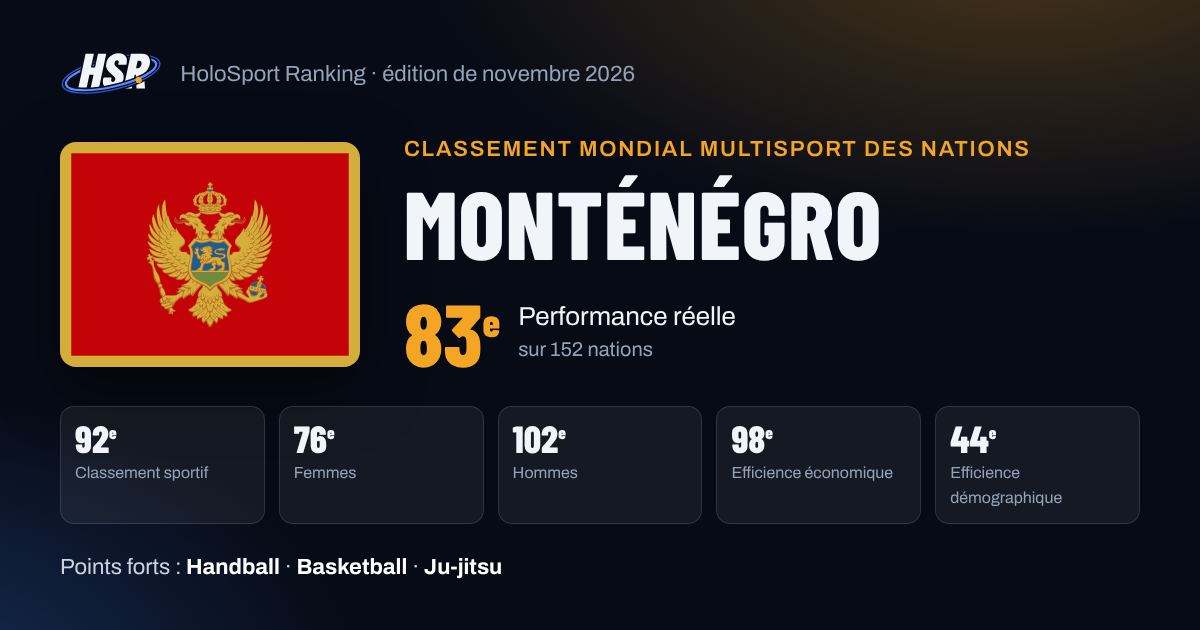 HSR
HoloSport Ranking · édition de novembre 2026
CLASSEMENT MONDIAL MULTISPORT DES NATIONS
MONTÉNÉGRO
83e Performance réelle
sur 152 nations
92e
Classement sportif
76e
Femmes
102e
Hommes
98e
Efficience économique
44e
Efficience
démographique
Points forts : Handball · Basketball · Ju-jitsu